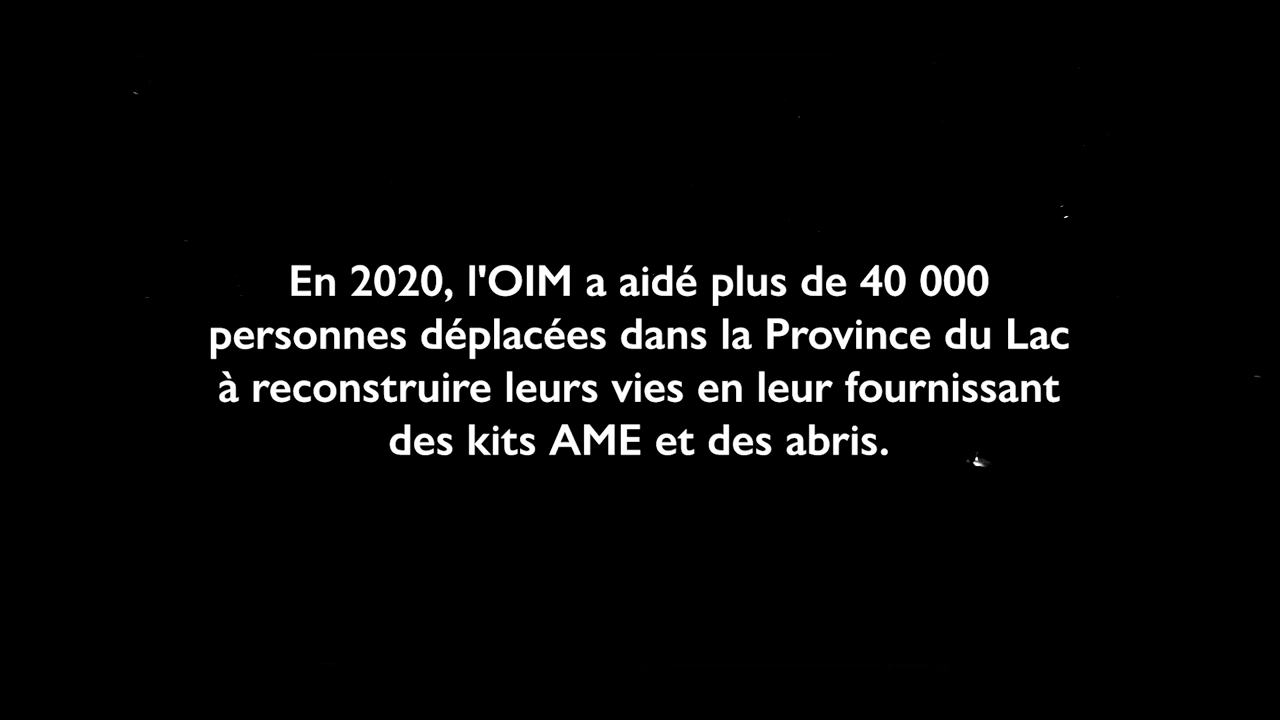 En 2020, l'OIM a aidé plus de 40 000
personnes déplacées dans la Province du Lac
à reconstruire leurs vies en leur fournissant
des kits AME et des abris.